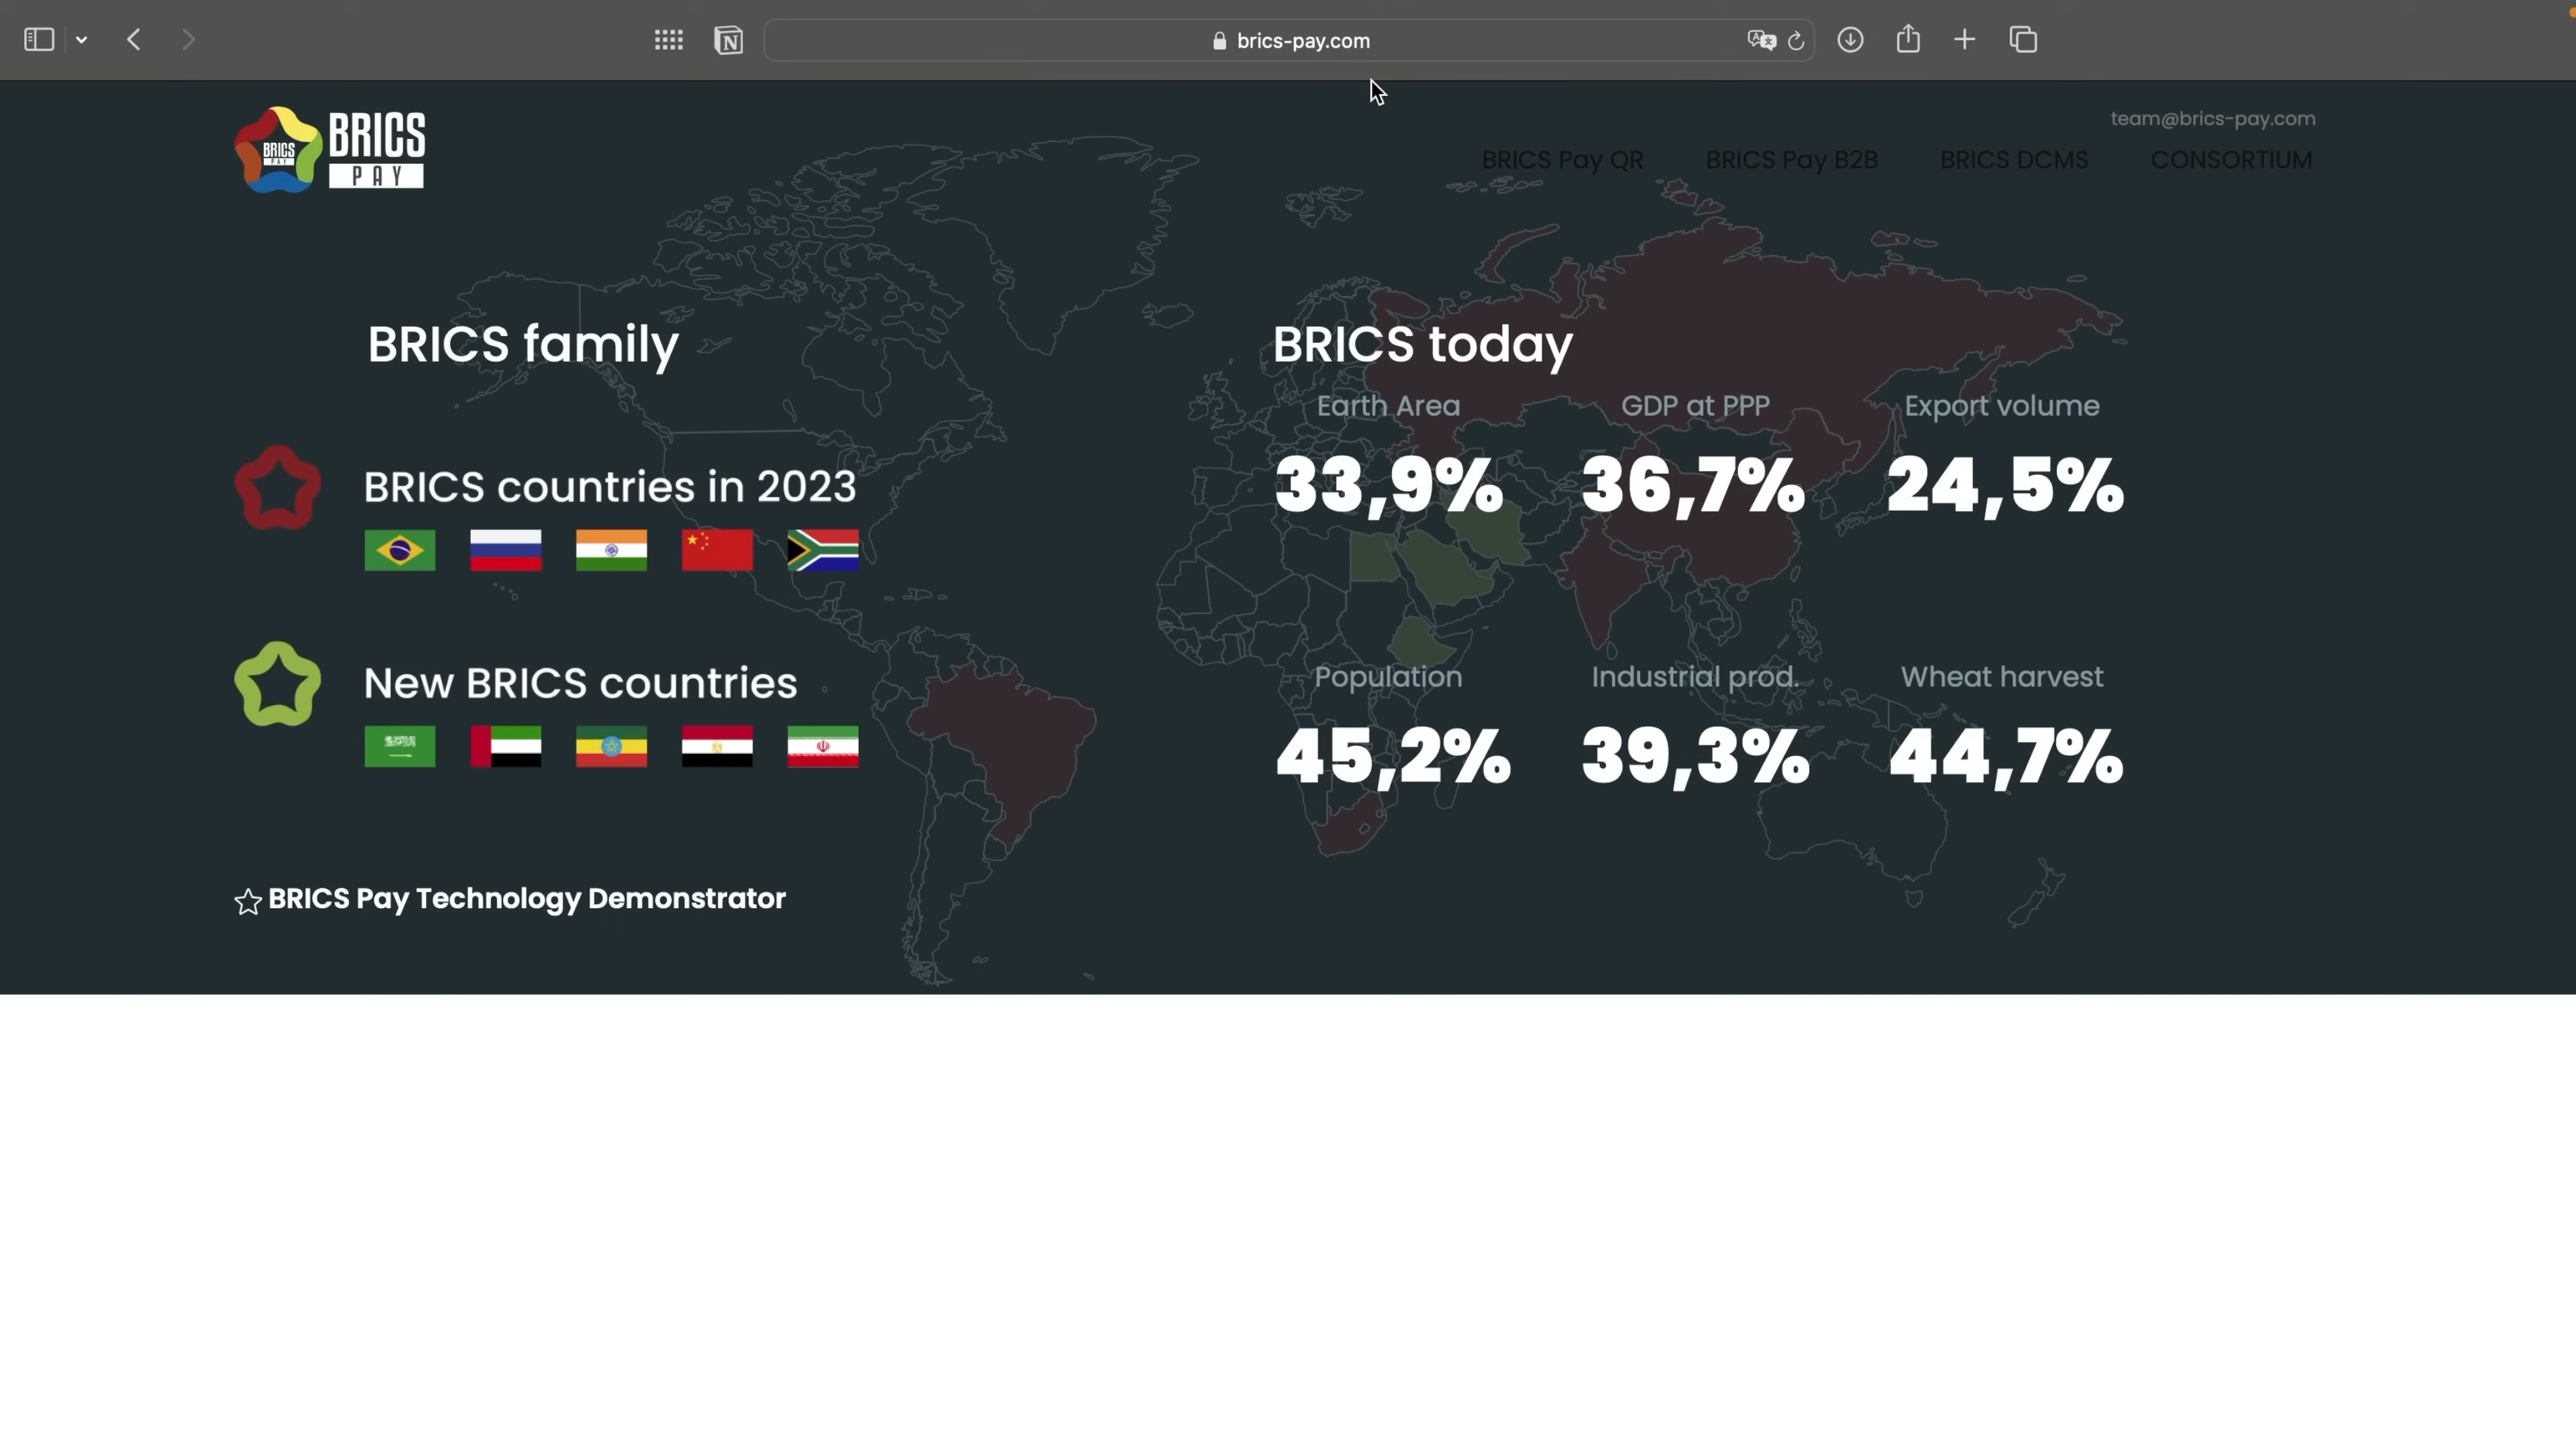 brics-pay.com
BRICS
PAY
BRICS
PAY
team@brics-pay.com
BRICS Pay QR
BRICS Pay B2B
BRICS DCMS
CONSORTIUM
BRICS family
BRICS countries in 2023
New BRICS countries
BRICS Pay Technology Demonstrator
BRICS today
Earth Area
GDP at PPP
Export volume
33,9%
36,7%
24,5%
Population
Industrial prod.
Wheat harvest
45,2%
39,3%
44,7%